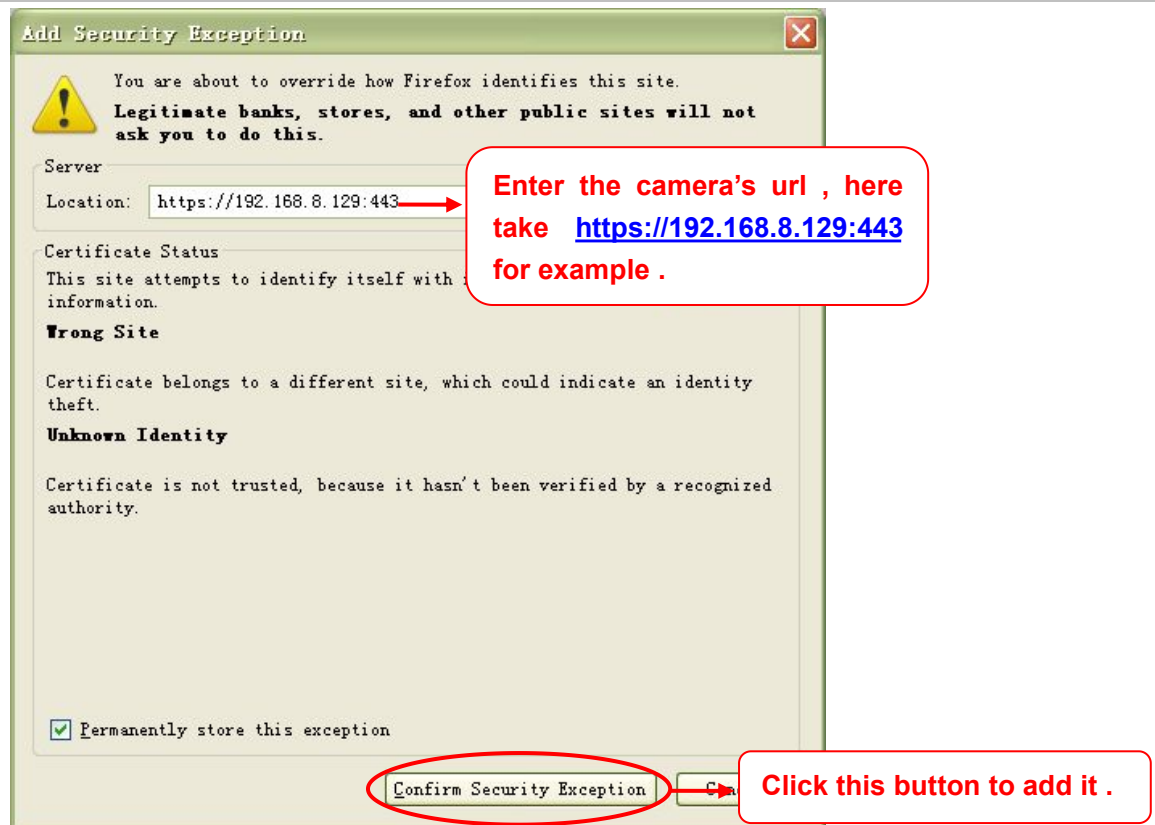 Add Security Exception
You are about to override how Firefox identifies this site.
Legitimate banks, stores, and other public sites will not
ask you to do this.
Server
Location: https://192.168.8.129:443
Enter the camera's url , here
take https://192.168.8.129:443
for example .
Certificate Status
This site attempts to identify itself with
information.
Wrong Site
Certificate belongs to a different site, which could indicate an identity
theft.
Unknown Identity
Certificate is not trusted, because it hasn't been verified by a recognized
authority.
Permanently store this exception
Confirm Security Exception
Click this button to add it .